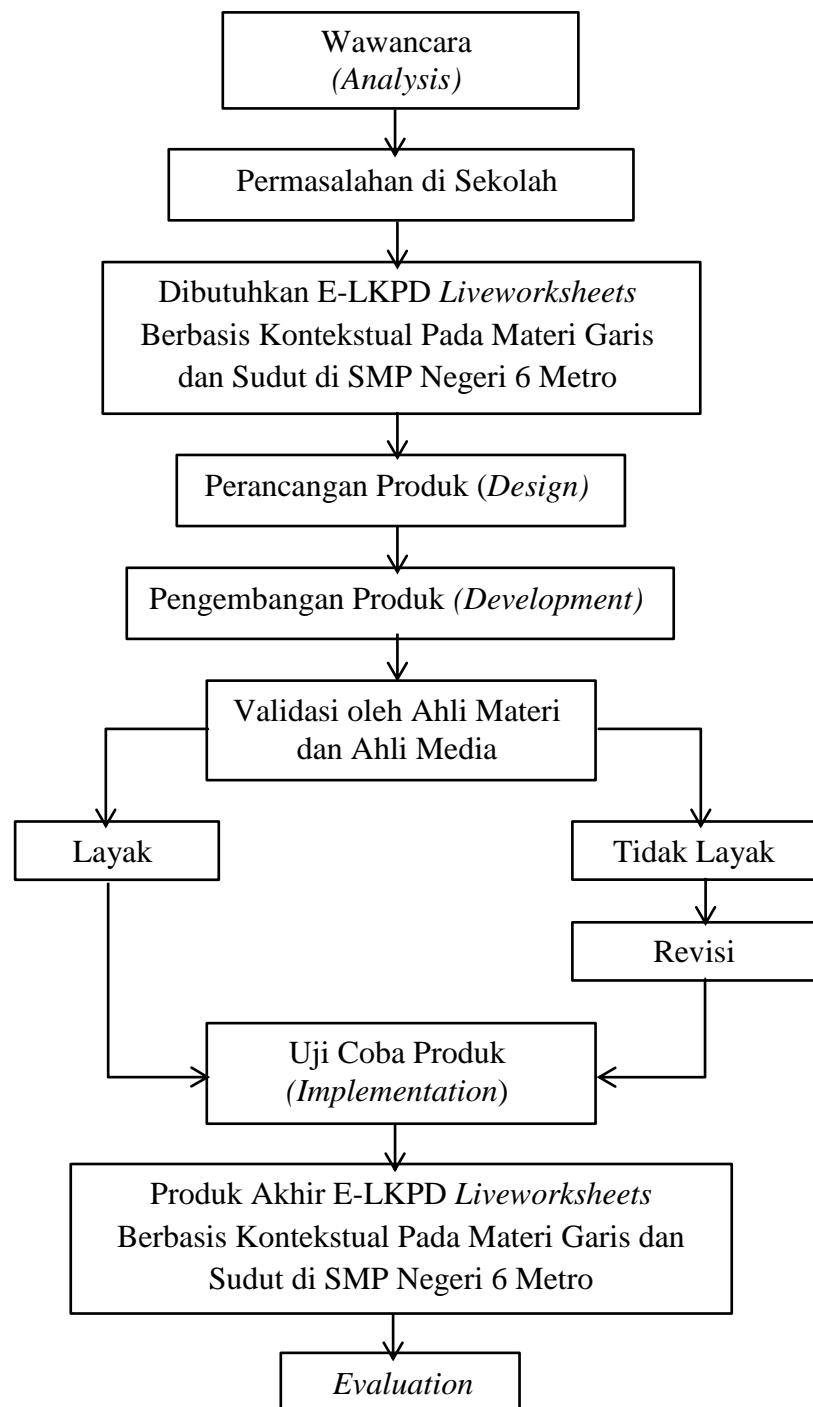 Wawancara
(Analysis)
Permasalahan di Sekolah
Dibutuhkan E-LKPD Liveworksheets
Berbasis Kontekstual Pada Materi Garis
dan Sudut di SMP Negeri 6 Metro
Perancangan Produk (Design)
Pengembangan Produk (Development)
Validasi oleh Ahli Materi
dan Ahli Media
Layak
Tidak Layak
Revisi
Uji Coba Produk
(Implementation)
Produk Akhir E-LKPD Liveworksheets
Berbasis Kontekstual Pada Materi Garis dan
Sudut di SMP Negeri 6 Metro
Evaluation